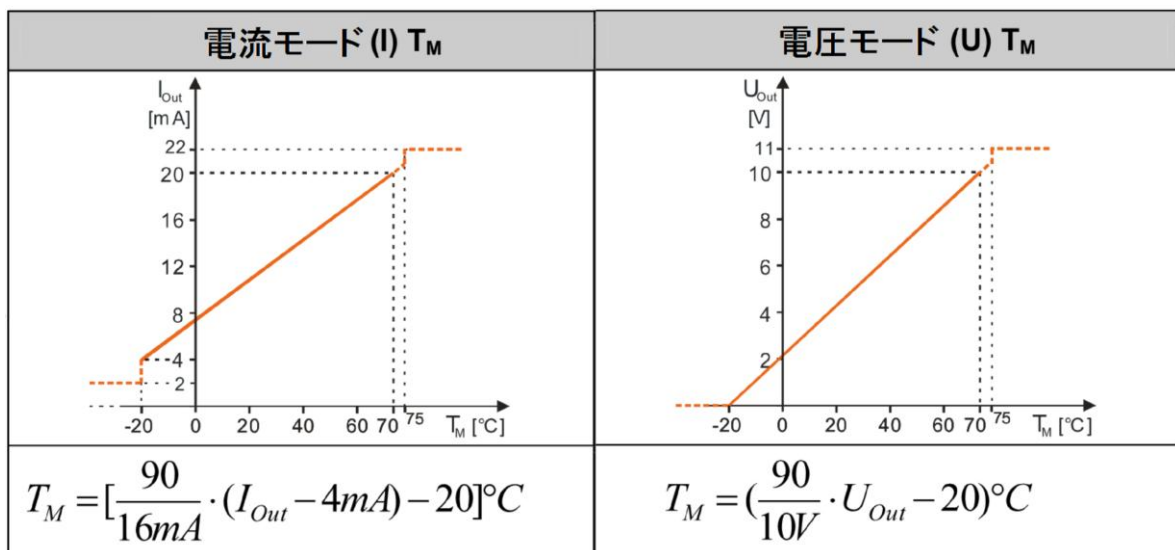 電流モード (I) T_M
電圧モード (U) T_M
I_Out
[mA]
22
20
16
12
8
4
2
-20 0 20 40 60 70 75 T_M [°C]
U_Out
[V]
11
10
8
6
4
2
-20 0 20 40 60 70 75 T_M [°C]
T_M = [90/16mA · (I_Out − 4mA) − 20]°C
T_M = (90/10V · U_Out − 20)°C